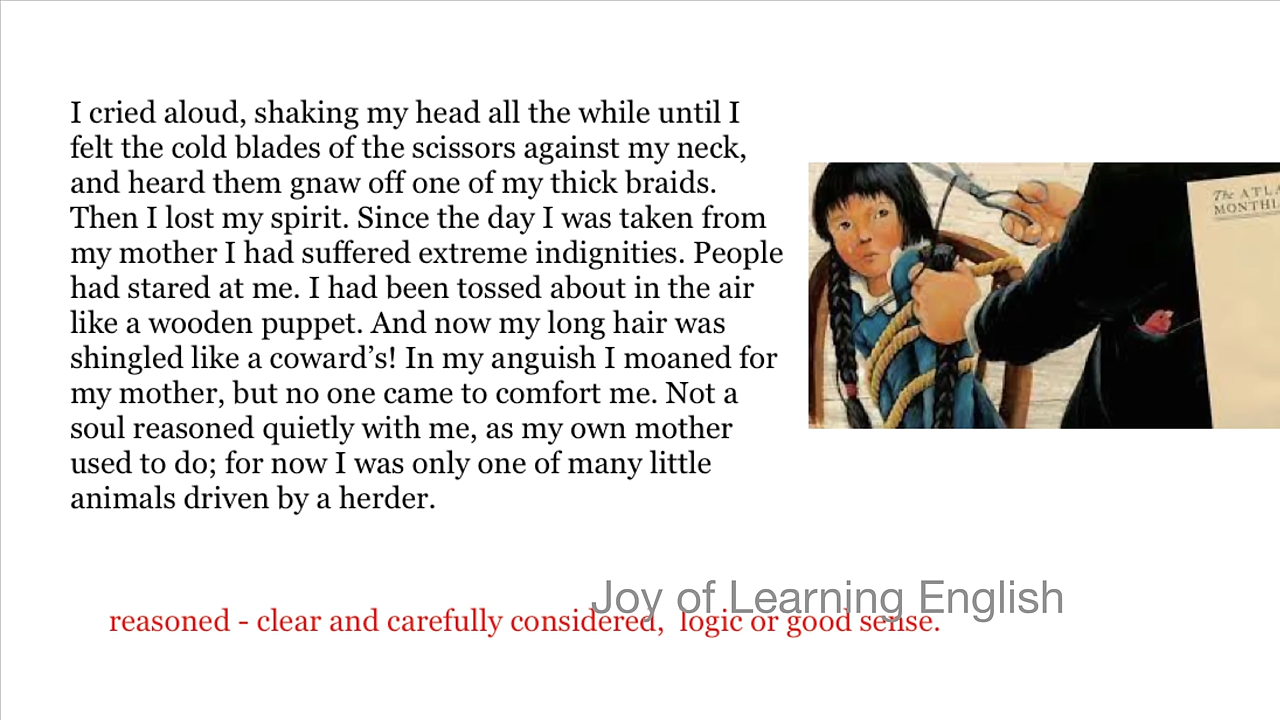 I cried aloud, shaking my head all the while until I
felt the cold blades of the scissors against my neck,
and heard them gnaw off one of my thick braids.
Then I lost my spirit. Since the day I was taken from
my mother I had suffered extreme indignities. People
had stared at me. I had been tossed about in the air
like a wooden puppet. And now my long hair was
shingled like a coward’s! In my anguish I moaned for
my mother, but no one came to comfort me. Not a
soul reasoned quietly with me, as my own mother
used to do; for now I was only one of many little
animals driven by a herder.
The ATLA
MONTHL
Joy of Learning English
reasoned - clear and carefully considered, logic or good sense.